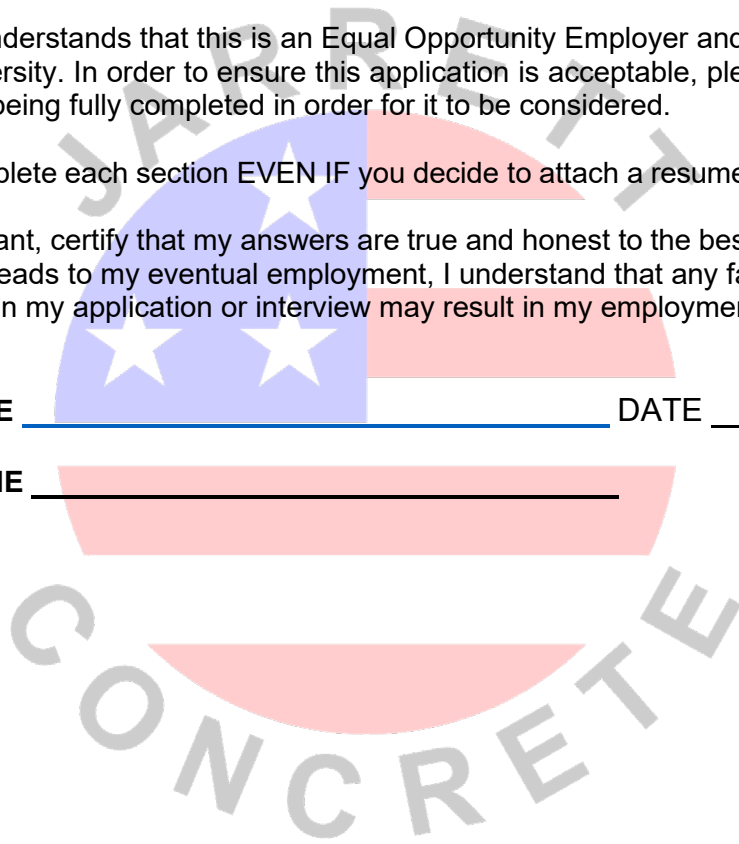 JARRETT
nderstands that this is an Equal Opportunity Employer and
ersity. In order to ensure this application is acceptable, ple
being fully completed in order for it to be considered.
plete each section EVEN IF you decide to attach a resume
ant, certify that my answers are true and honest to the bes
eads to my eventual employment, I understand that any fa
n my application or interview may result in my employmen
E DATE
IE
CONCRETE